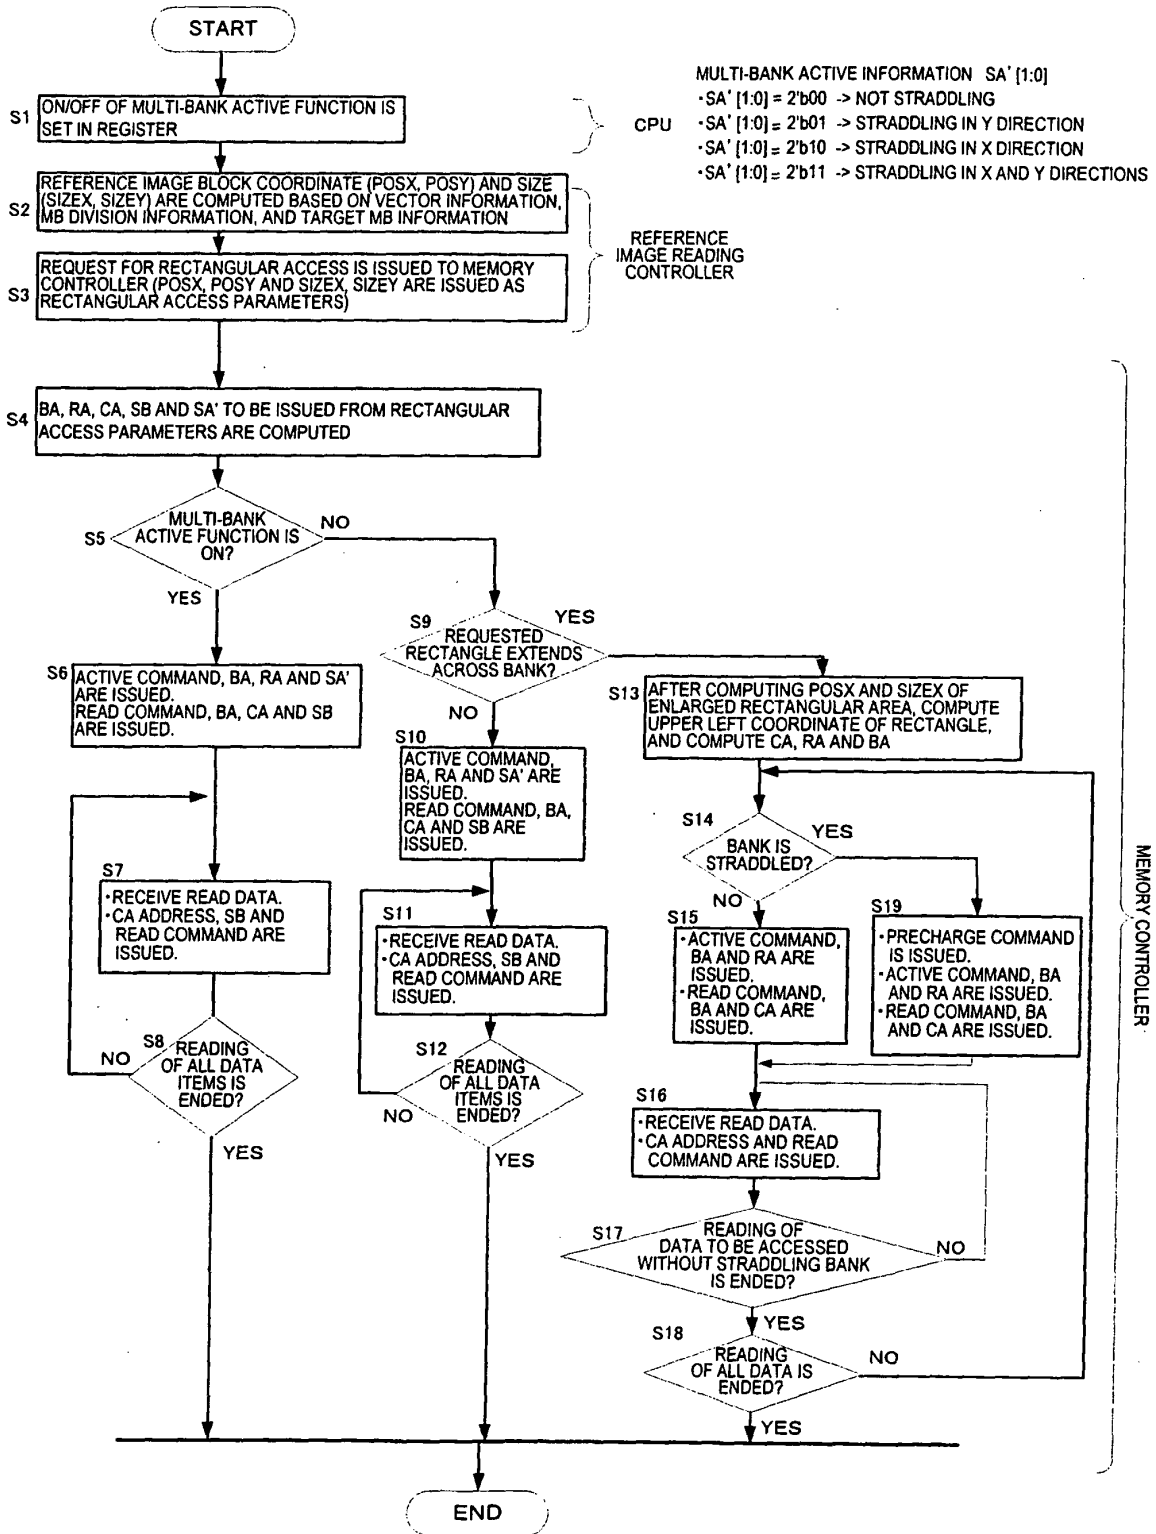 START
MULTI-BANK ACTIVE INFORMATION SA' [1:0]
・SA' [1:0] = 2'b00 -> NOT STRADDLING
・SA' [1:0] = 2'b01 -> STRADDLING IN Y DIRECTION
・SA' [1:0] = 2'b10 -> STRADDLING IN X DIRECTION
・SA' [1:0] = 2'b11 -> STRADDLING IN X AND Y DIRECTIONS
S1
ON/OFF OF MULTI-BANK ACTIVE FUNCTION IS
SET IN REGISTER
CPU
S2
REFERENCE IMAGE BLOCK COORDINATE (POSX, POSY) AND SIZE
(SIZEX, SIZEY) ARE COMPUTED BASED ON VECTOR INFORMATION,
MB DIVISION INFORMATION, AND TARGET MB INFORMATION
REFERENCE
IMAGE READING
CONTROLLER
S3
REQUEST FOR RECTANGULAR ACCESS IS ISSUED TO MEMORY
CONTROLLER (POSX, POSY AND SIZEX, SIZEY ARE ISSUED AS
RECTANGULAR ACCESS PARAMETERS)
S4
BA, RA, CA, SB AND SA' TO BE ISSUED FROM RECTANGULAR
ACCESS PARAMETERS ARE COMPUTED
S5
MULTI-BANK
ACTIVE FUNCTION IS
ON?
NO
YES
S6
ACTIVE COMMAND, BA, RA AND SA'
ARE ISSUED.
READ COMMAND, BA, CA AND SB
ARE ISSUED.
S7
・RECEIVE READ DATA.
・CA ADDRESS, SB AND
READ COMMAND ARE
ISSUED.
S8
READING
OF ALL DATA
ITEMS IS
ENDED?
NO
YES
S9
REQUESTED
RECTANGLE EXTENDS
ACROSS BANK?
YES
NO
S10
ACTIVE COMMAND,
BA, RA AND SA' ARE
ISSUED.
READ COMMAND, BA,
CA AND SB ARE
ISSUED.
S11
・RECEIVE READ DATA.
・CA ADDRESS, SB AND
READ COMMAND ARE
ISSUED.
S12
READING
OF ALL DATA
ITEMS IS
ENDED?
NO
YES
S13
AFTER COMPUTING POSX AND SIZEX OF
ENLARGED RECTANGULAR AREA, COMPUTE
UPPER LEFT COORDINATE OF RECTANGLE,
AND COMPUTE CA, RA AND BA
S14
BANK IS
STRADDLED?
YES
NO
S15
・ACTIVE COMMAND,
BA AND RA ARE
ISSUED.
・READ COMMAND,
BA AND CA ARE
ISSUED.
S19
・PRECHARGE COMMAND
IS ISSUED.
・ACTIVE COMMAND, BA
AND RA ARE ISSUED.
・READ COMMAND, BA
AND CA ARE ISSUED.
S16
・RECEIVE READ DATA.
・CA ADDRESS AND READ
COMMAND ARE ISSUED.
S17
READING OF
DATA TO BE ACCESSED
WITHOUT STRADDLING BANK
IS ENDED?
NO
YES
S18
READING
OF ALL DATA IS
ENDED?
NO
YES
MEMORY CONTROLLER
END